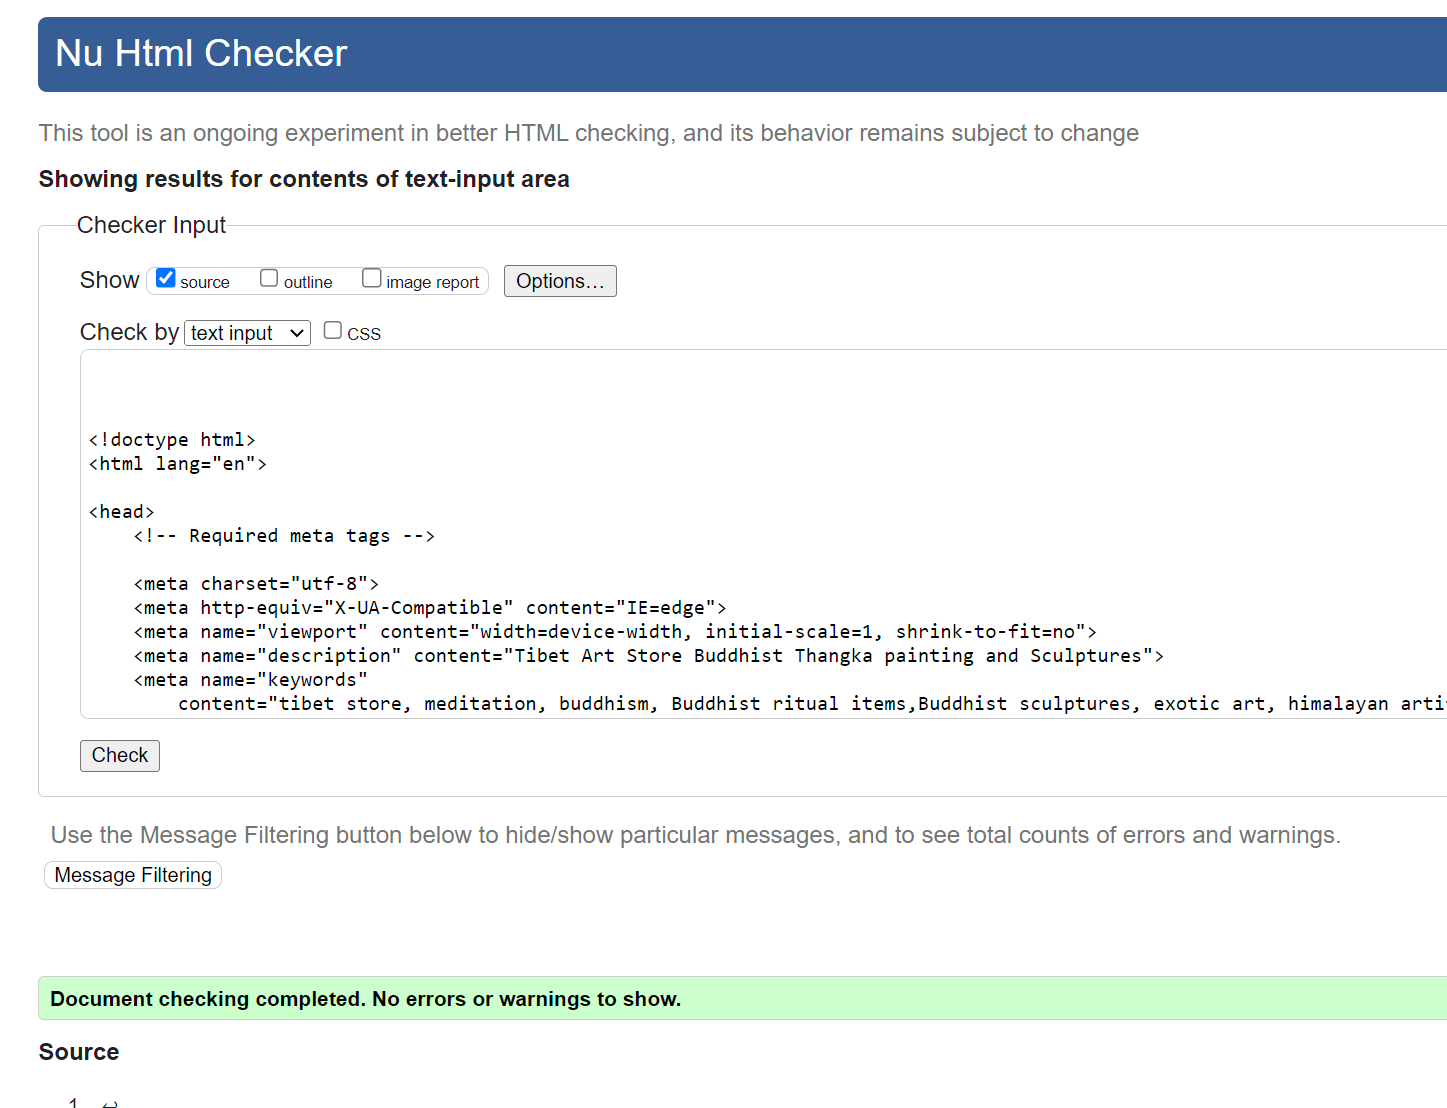 Nu Html Checker
This tool is an ongoing experiment in better HTML checking, and its behavior remains subject to change
Showing results for contents of text-input area
Checker Input
Show source outline image report Options...
Check by text input CSS
<!doctype html>
<html lang="en">
<head>
<!-- Required meta tags -->
<meta charset="utf-8">
<meta http-equiv="X-UA-Compatible" content="IE=edge">
<meta name="viewport" content="width=device-width, initial-scale=1, shrink-to-fit=no">
<meta name="description" content="Tibet Art Store Buddhist Thangka painting and Sculptures">
<meta name="keywords"
content="tibet store, meditation, buddhism, Buddhist ritual items,Buddhist sculptures, exotic art, himalayan
Check
Use the Message Filtering button below to hide/show particular messages, and to see total counts of errors and warnings.
Message Filtering
Document checking completed. No errors or warnings to show.
Source
1 ↩